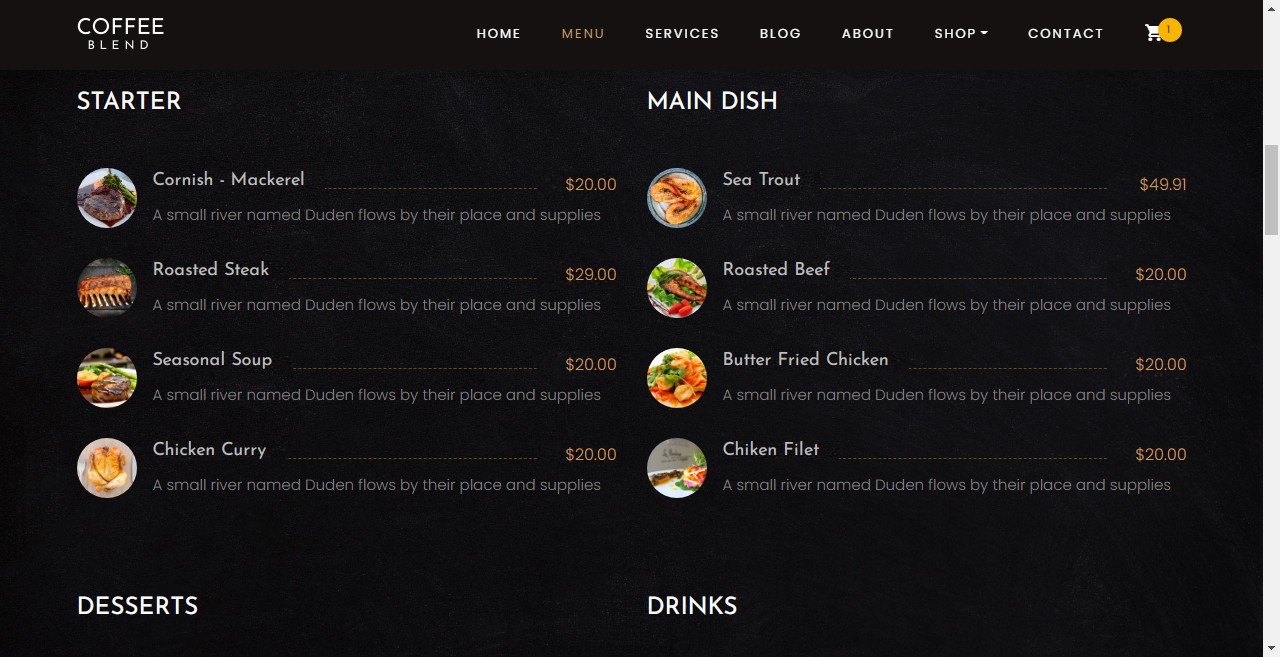 COFFEE
BLEND
HOME MENU SERVICES BLOG ABOUT SHOP CONTACT 1
STARTER
Cornish - Mackerel $20.00
A small river named Duden flows by their place and supplies
Roasted Steak $29.00
A small river named Duden flows by their place and supplies
Seasonal Soup $20.00
A small river named Duden flows by their place and supplies
Chicken Curry $20.00
A small river named Duden flows by their place and supplies
MAIN DISH
Sea Trout $49.91
A small river named Duden flows by their place and supplies
Roasted Beef $20.00
A small river named Duden flows by their place and supplies
Butter Fried Chicken $20.00
A small river named Duden flows by their place and supplies
Chiken Filet $20.00
A small river named Duden flows by their place and supplies
DESSERTS
DRINKS